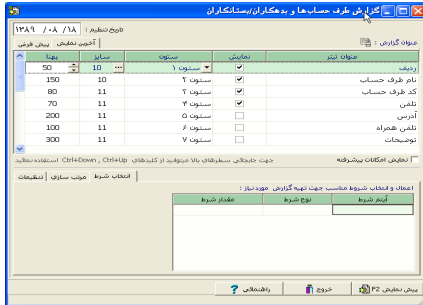 گزارش طرف حساب‌ها و بدهکاران/بستانکاران
تاریخ تنظیم : ۱۳۸۹ / ۰۸ / ۱۸
عنوان گزارش :
آخرین نمایش پیش فرض
عنوان تیتر نمایش ستون سایز پهنا
ردیف ستون ۱ 10 50
نام طرف حساب ستون ۲ 10 150
کد طرف حساب ستون ۳ 11 80
تلفن ستون ۴ 11 70
آدرس ستون ۵ 11 200
تلفن همراه ستون ۶ 11 100
توضیحات ستون ۷ 11 300
نمایش امکانات پیشرفته
جهت جابجائی سطرهای بالا میتوانید از کلیدهای Ctrl+Down , Ctrl+Up استفاده نمائید
انتخاب شرط مرتب سازی تنظیمات
اعمال و انتخاب شروط مناسب جهت تهیه گزارش موردنیاز :
آیتم شرط نوع شرط مقدار شرط
پیش نمایش F2 خروج راهنمائی